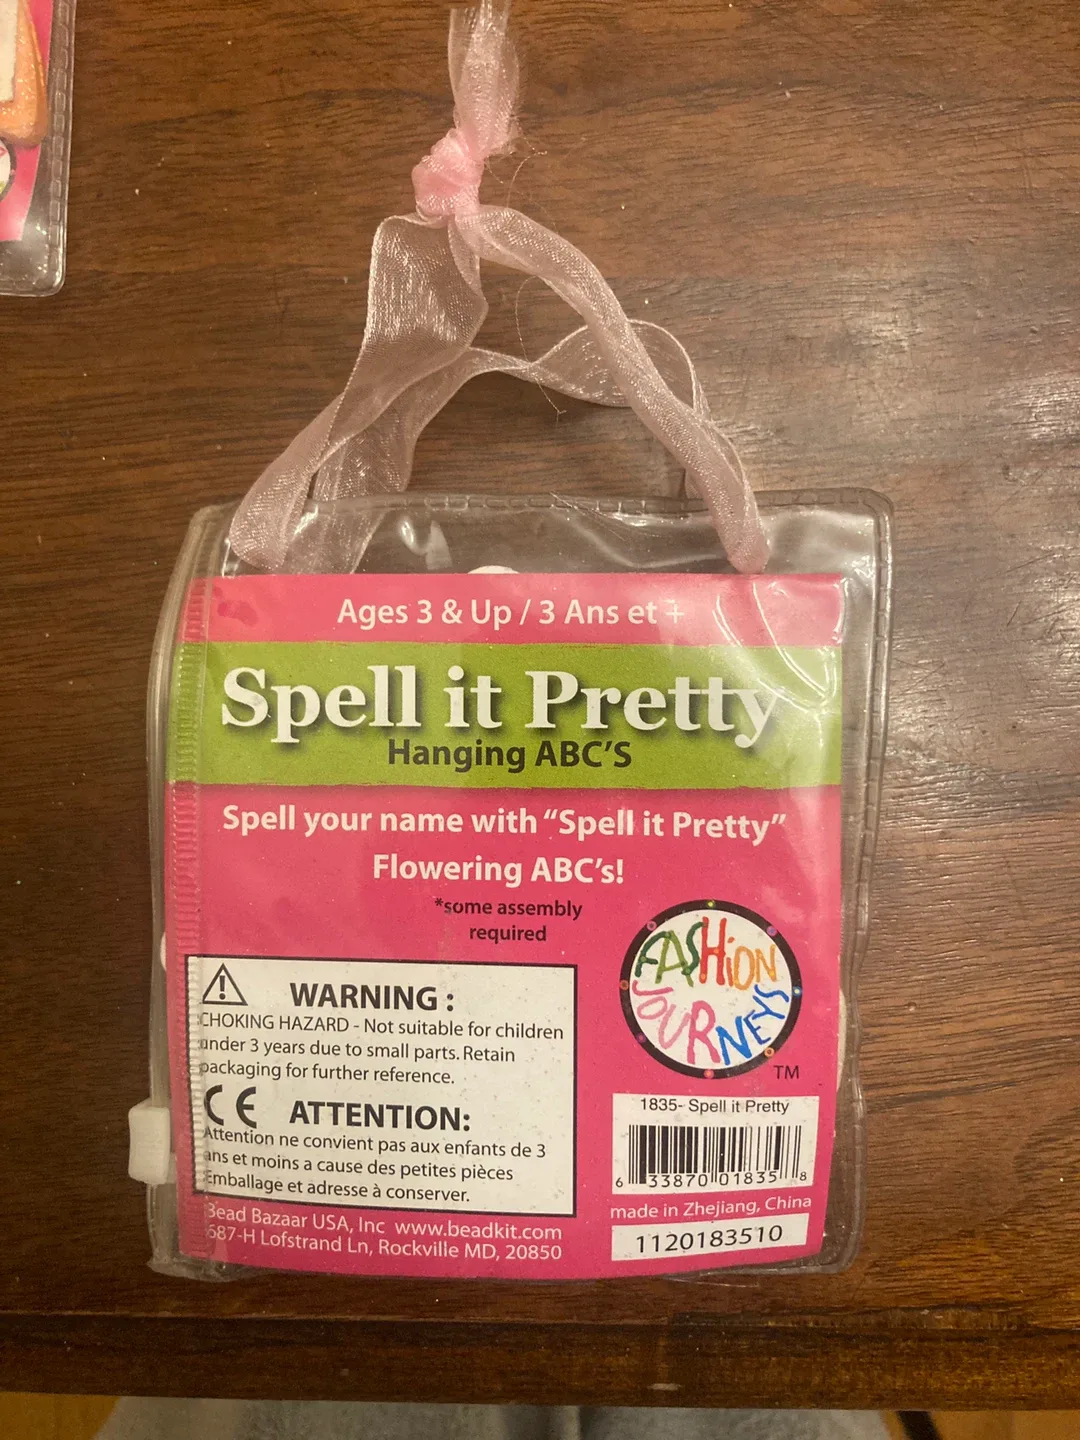 Ages 3 & Up / 3 Ans et +
Spell it Pretty
Hanging ABC'S
Spell your name with "Spell it Pretty"
Flowering ABC's!
*some assembly
required
FASHION
JOURNEYS
TM
WARNING :
CHOKING HAZARD - Not suitable for children
under 3 years due to small parts. Retain
packaging for further reference.
CE ATTENTION:
Attention ne convient pas aux enfants de 3
ans et moins a cause des petites pièces
Emballage et adresse à conserver.
Bead Bazaar USA, Inc www.beadkit.com
687-H Lofstrand Ln, Rockville MD, 20850
1835- Spell it Pretty
6 33870 01835 8
made in Zhejiang, China
1120183510